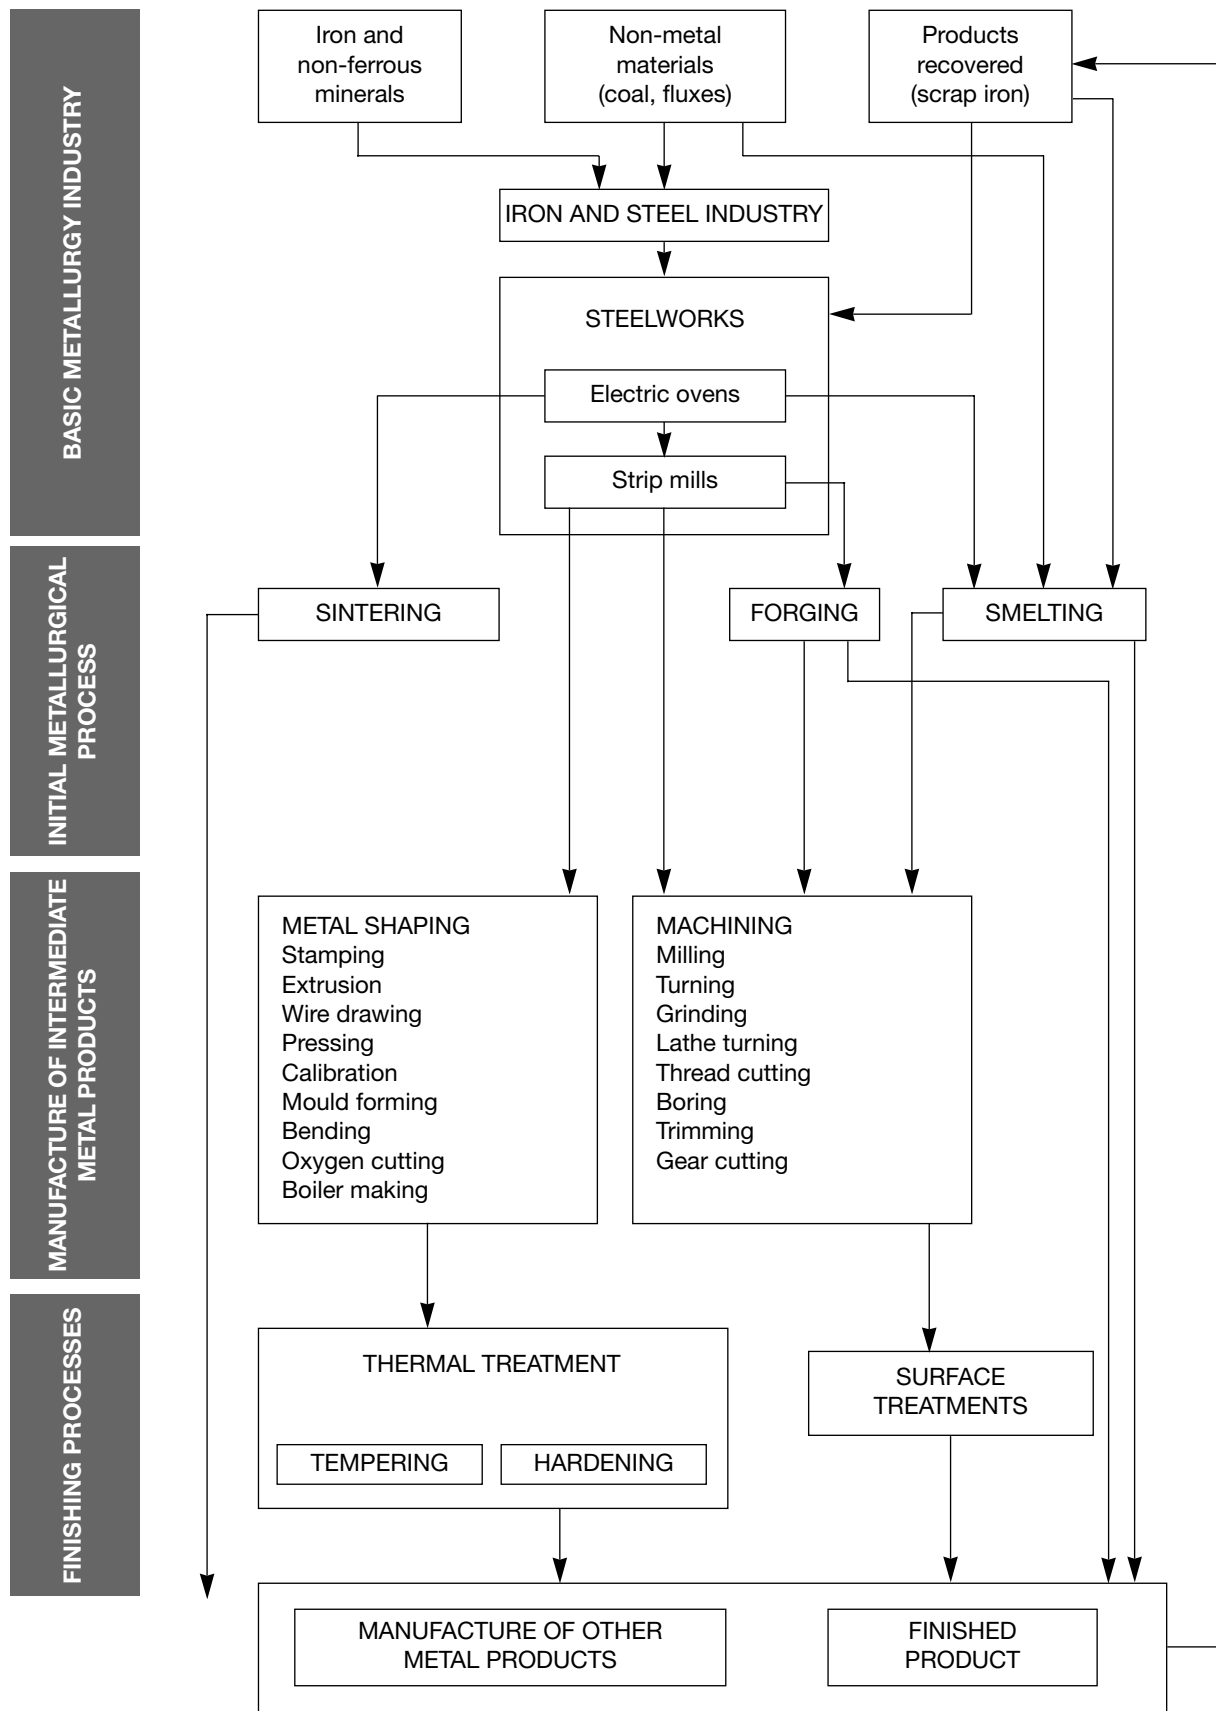 BASIC METALLURGY INDUSTRY
Iron and
non-ferrous
minerals
Non-metal
materials
(coal, fluxes)
Products
recovered
(scrap iron)
IRON AND STEEL INDUSTRY
STEELWORKS
Electric ovens
Strip mills
INITIAL METALLURGICAL
PROCESS
SINTERING
FORGING
SMELTING
MANUFACTURE OF INTERMEDIATE
METAL PRODUCTS
METAL SHAPING
Stamping
Extrusion
Wire drawing
Pressing
Calibration
Mould forming
Bending
Oxygen cutting
Boiler making
MACHINING
Milling
Turning
Grinding
Lathe turning
Thread cutting
Boring
Trimming
Gear cutting
FINISHING PROCESSES
THERMAL TREATMENT
TEMPERING
HARDENING
SURFACE
TREATMENTS
MANUFACTURE OF OTHER
METAL PRODUCTS
FINISHED
PRODUCT